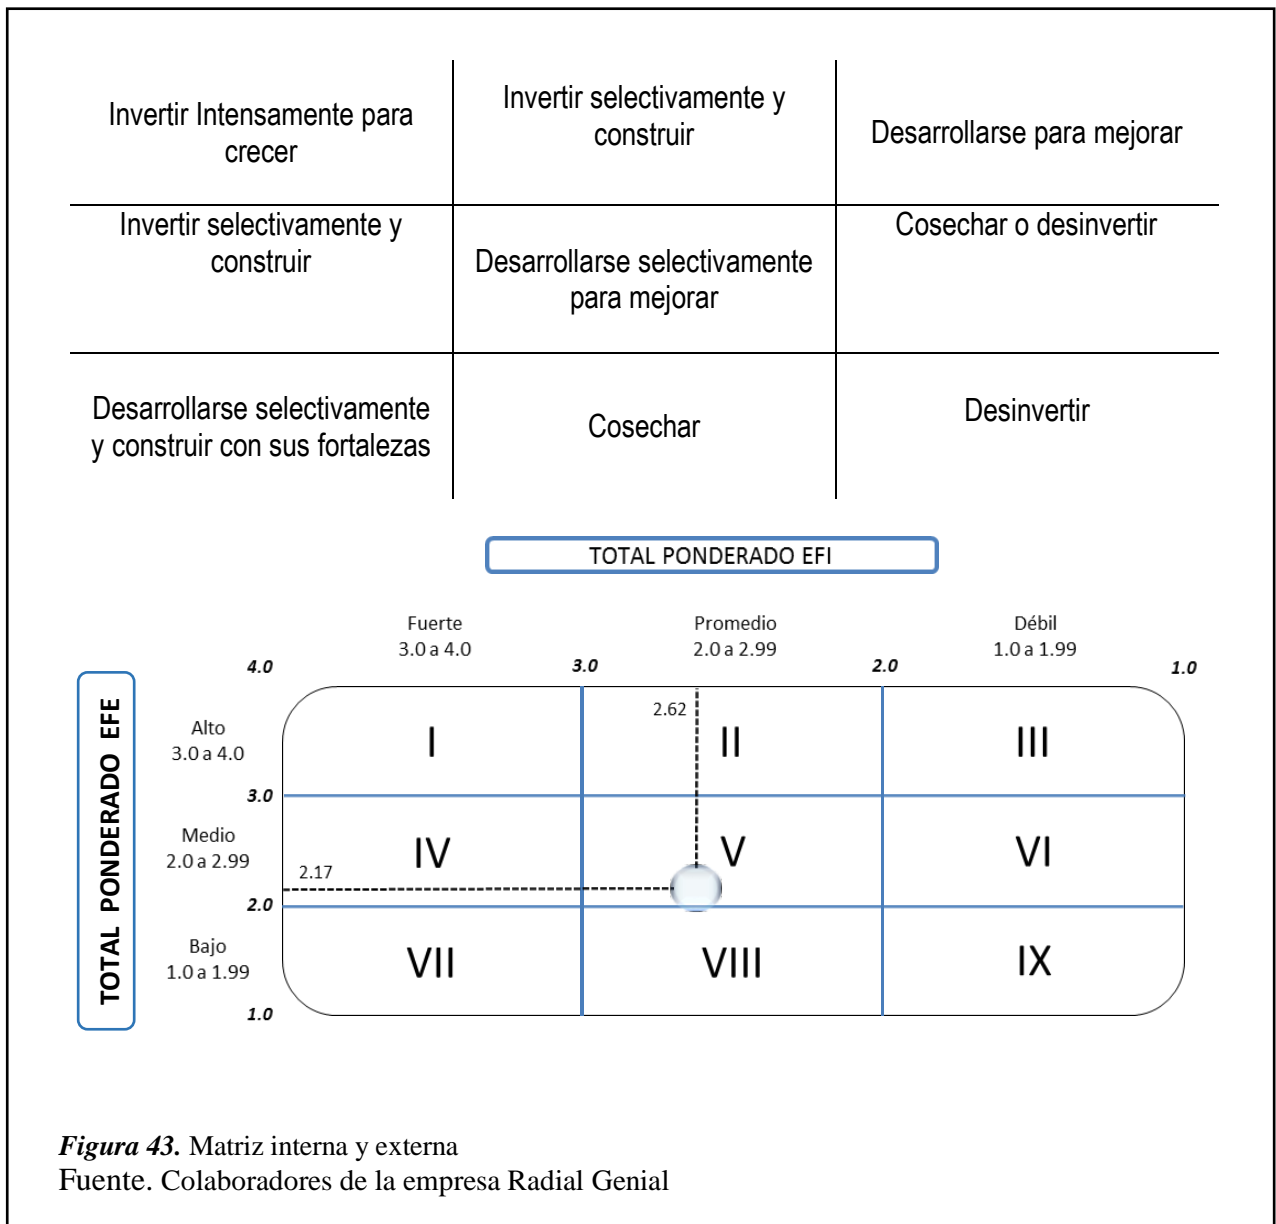 Invertir Intensamente para
crecer
Invertir selectivamente y
construir
Desarrollarse para mejorar
Invertir selectivamente y
construir
Desarrollarse selectivamente
para mejorar
Cosechar o desinvertir
Desarrollarse selectivamente
y construir con sus fortalezas
Cosechar
Desinvertir
TOTAL PONDERADO EFI
Fuerte
3.0 a 4.0
Promedio
2.0 a 2.99
Débil
1.0 a 1.99
4.0
3.0
2.0
1.0
TOTAL PONDERADO EFE
Alto
3.0 a 4.0
I
2.62
II
III
3.0
Medio
2.0 a 2.99
IV
V
VI
2.17
2.0
Bajo
1.0 a 1.99
VII
VIII
IX
1.0
Figura 43. Matriz interna y externa
Fuente. Colaboradores de la empresa Radial Genial